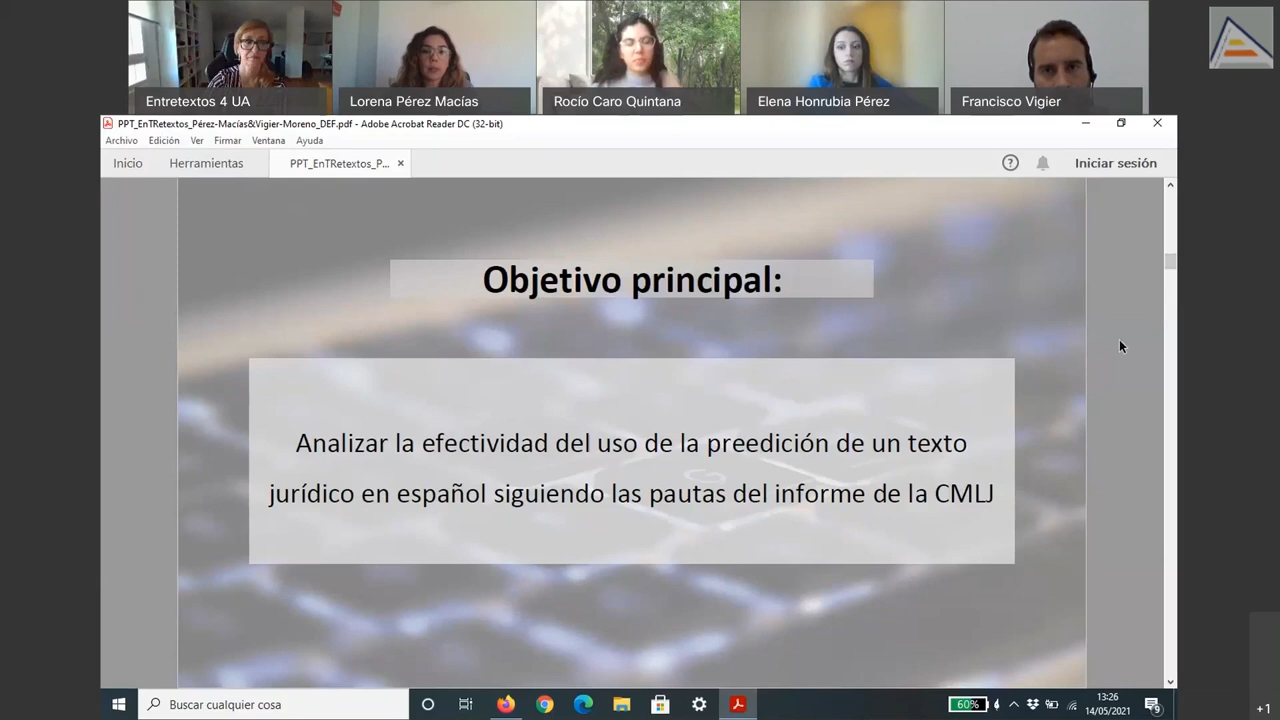 Entretextos 4 UA
Lorena Pérez Macías
Rocío Caro Quintana
Elena Honrubia Pérez
Francisco Vigier
PPT_EnTRetextos_Pérez-Macías&Vigier-Moreno_DEF.pdf - Adobe Acrobat Reader DC (32-bit)
Archivo Edición Ver Firmar Ventana Ayuda
Inicio Herramientas PPT_EnTRetextos_P... × Iniciar sesión
Objetivo principal:
Analizar la efectividad del uso de la preedición de un texto
jurídico en español siguiendo las pautas del informe de la CMLJ
Buscar cualquier cosa
60%
13:26
14/05/2021
9
+1